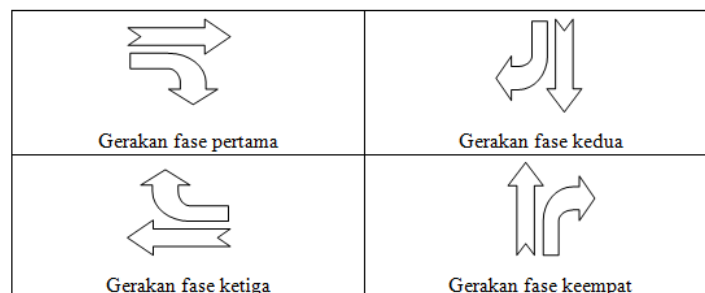 Gerakan fase pertama
Gerakan fase kedua
Gerakan fase ketiga
Gerakan fase keempat